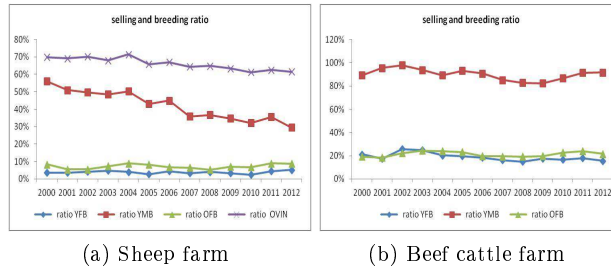 selling and breeding ratio
80%
70%
60%
50%
40%
30%
20%
10%
0%
2000 2001 2002 2003 2004 2005 2006 2007 2008 2009 2010 2011 2012
ratio YFB ratio YMB ratio OFB ratio OVIN
(a) Sheep farm
selling and breeding ratio
120%
100%
80%
60%
40%
20%
0%
2000 2001 2002 2003 2004 2005 2006 2007 2008 2009 2010 2011 2012
ratio YFB ratio YMB ratio OFB
(b) Beef cattle farm